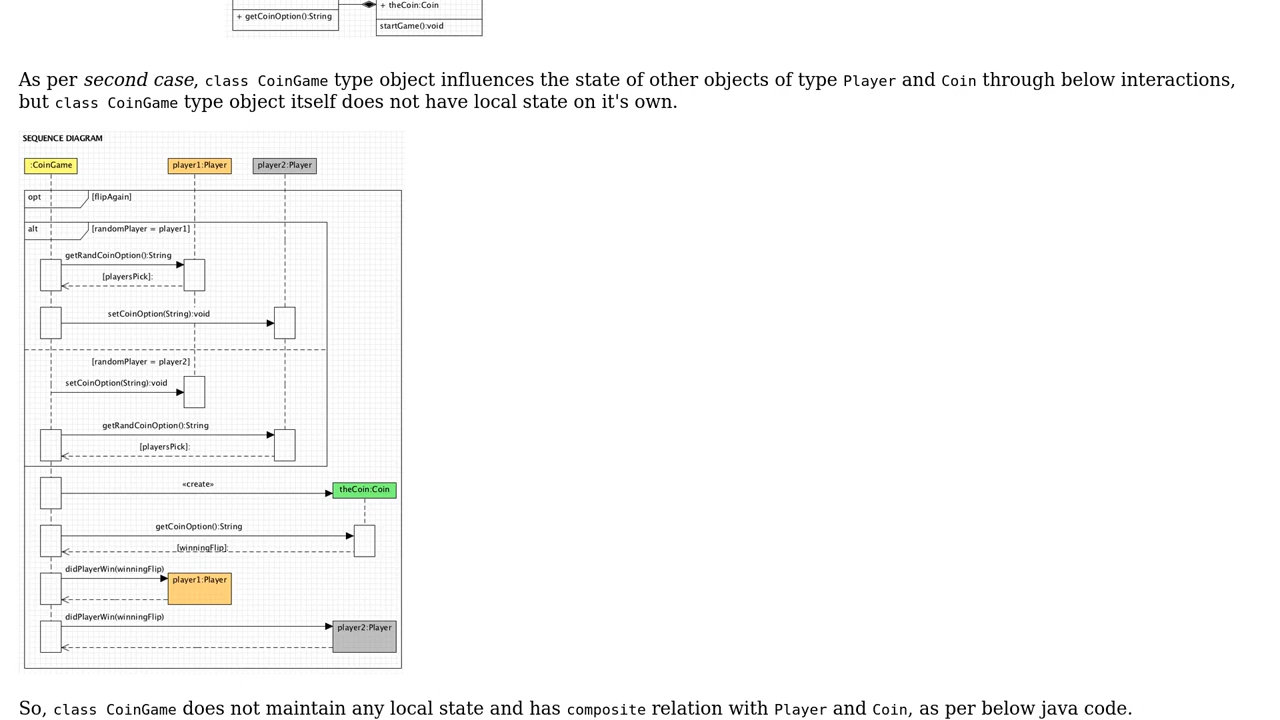 + theCoin:Coin
+ getCoinOption():String
startGame():void
As per second case, class CoinGame type object influences the state of other objects of type Player and Coin through below interactions,
but class CoinGame type object itself does not have local state on it's own.
SEQUENCE DIAGRAM
:CoinGame
player1:Player
player2:Player
opt
[flipAgain]
alt
[randomPlayer = player1]
getRandCoinOption():String
[playersPick]:
setCoinOption(String):void
[randomPlayer = player2]
setCoinOption(String):void
getRandCoinOption():String
[playersPick]:
«create»
theCoin:Coin
getCoinOption():String
[winningFlip]:
didPlayerWin(winningFlip)
player1:Player
didPlayerWin(winningFlip)
player2:Player
So, class CoinGame does not maintain any local state and has composite relation with Player and Coin, as per below java code.